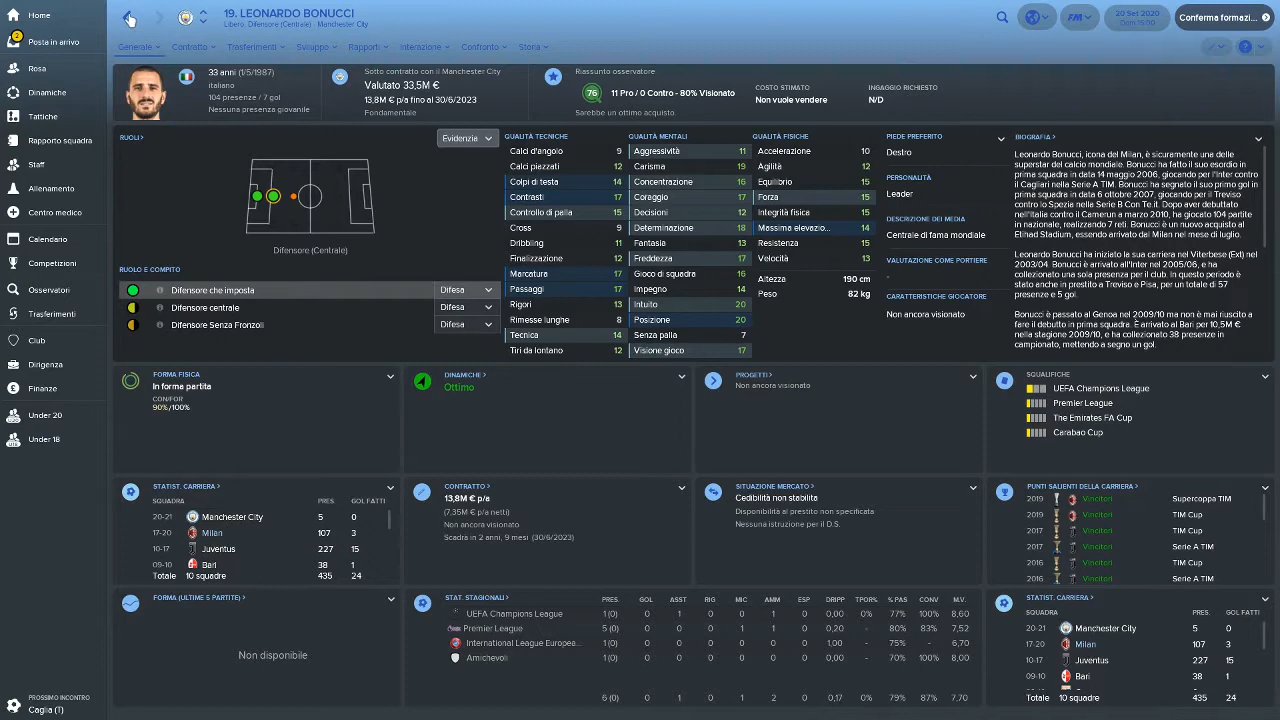 Home
2
Posta in arrivo
Rosa
Dinamiche
Tattiche
Rapporto squadra
Staff
Allenamento
Centro medico
Calendario
Competizioni
Osservatori
Trasferimenti
Club
Dirigenza
Finanze
Under 20
Under 18
PROSSIMO INCONTRO
Caglia (T)
19. LEONARDO BONUCCI
Libero, Difensore (Centrale) - Manchester City
FM
20 Set 2020
Dom 15:00
Conferma formazi...
Generale
Contratto
Trasferimenti
Sviluppo
Rapporti
Interazione
Confronto
Storia
?
33 anni (1/5/1987)
italiano
104 presenze / 7 gol
Nessuna presenza giovanile
Sotto contratto con il Manchester City
Valutato 33,5M €
13,8M € p/a fino al 30/6/2023
Fondamentale
Riassunto osservatore
76 11 Pro / 0 Contro - 80% Visionato
Sarebbe un ottimo acquisto.
COSTO STIMATO
Non vuole vendere
INGAGGIO RICHIESTO
N/D
RUOLI >
Evidenzia
Difensore (Centrale)
RUOLO E COMPITO
Difensore che imposta Difesa
Difensore centrale Difesa
Difensore Senza Fronzoli Difesa
QUALITÀ TECNICHE
Calci d'angolo 9
Calci piazzati 12
Colpi di testa 14
Contrasti 17
Controllo di palla 15
Cross 9
Dribbling 11
Finalizzazione 12
Marcatura 17
Passaggi 17
Rigori 13
Rimesse lunghe 8
Tecnica 14
Tiri da lontano 12
QUALITÀ MENTALI
Aggressività 11
Carisma 19
Concentrazione 16
Coraggio 17
Decisioni 12
Determinazione 18
Fantasia 13
Freddezza 17
Gioco di squadra 16
Impegno 14
Intuito 20
Posizione 20
Senza palla 7
Visione gioco 17
QUALITÀ FISICHE
Accelerazione 10
Agilità 12
Equilibrio 15
Forza 15
Integrità fisica 15
Massima elevazio... 14
Resistenza 15
Velocità 13
Altezza 190 cm
Peso 82 kg
PIEDE PREFERITO
Destro
PERSONALITÀ
Leader
DESCRIZIONE DEI MEDIA
Centrale di fama mondiale
VALUTAZIONE COME PORTIERE
-
CARATTERISTICHE GIOCATORE
Non ancora visionato
BIOGRAFIA >
Leonardo Bonucci, icona del Milan, è sicuramente una delle
superstar del calcio mondiale. Bonucci ha fatto il suo esordio in
prima squadra in data 14 maggio 2006, giocando per l'Inter contro
il Cagliari nella Serie A TIM. Bonucci ha segnato il suo primo gol in
prima squadra in data 6 ottobre 2007, giocando per il Treviso
contro lo Spezia nella Serie B Con Te.it. Dopo aver debuttato
nell'Italia contro il Camerun a marzo 2010, ha giocato 104 partite
in nazionale, realizzando 7 reti. Bonucci è un nuovo acquisto al
Etihad Stadium, essendo arrivato dal Milan nel mese di luglio.
Leonardo Bonucci ha iniziato la sua carriera nel Viterbese (Ext) nel
2003/04. Bonucci è arrivato all'Inter nel 2005/06, e ha
collezionato una sola presenza per il club. In questo periodo è
stato anche in prestito a Treviso e Pisa, per un totale di 57
presenze e 5 gol.
Bonucci è passato al Genoa nel 2009/10 ma non è mai riuscito a
fare il debutto in prima squadra. È arrivato al Bari per 10,5M €
nella stagione 2009/10, e ha collezionato 38 presenze in
campionato, mettendo a segno un gol.
FORMA FISICA
In forma partita
CON/FOR
90%/100%
DINAMICHE >
Ottimo
PROGETTI >
Non ancora visionato
SQUALIFICHE
UEFA Champions League
Premier League
The Emirates FA Cup
Carabao Cup
STATIST. CARRIERA >
SQUADRA PRES. GOL FATTI
20-21 Manchester City 5 0
17-20 Milan 107 3
10-17 Juventus 227 15
09-10 Bari 38 1
Totale 10 squadre 435 24
CONTRATTO >
13,8M € p/a
(7,35M € p/a netti)
Non ancora visionato
Scadra in 2 anni, 9 mesi (30/6/2023)
SITUAZIONE MERCATO >
Cedibilità non stabilita
Disponibilità al prestito non specificata
Nessuna istruzione per il D.S.
PUNTI SALIENTI DELLA CARRIERA >
2019 Vincitori Supercoppa TIM
2019 Vincitori TIM Cup
2017 Vincitori TIM Cup
2017 Vincitori Serie A TIM
2016 Vincitori TIM Cup
2016 Vincitori Serie A TIM
FORMA (ULTIME 5 PARTITE) >
Non disponibile
STAT. STAGIONALI > PRES. GOL ASST RIG MIC AMM ESP DRIPP TPOR% % PAS CONV M.V.
UEFA Champions League 1 (0) 0 1 0 0 0 0 0,00 0% 77% 100% 8,60
Premier League 5 (0) 0 0 0 1 1 0 0,20 - 80% 83% 7,52
International League Europea... 1 (0) 0 0 0 0 1 0 1,00 - 75% 6,70
Amichevoli 1 (0) 0 0 0 0 0 0 0,00 0% 70% 100% 8,00
6 (0) 0 1 0 1 2 0 0,17 0% 79% 87% 7,70
STATIST. CARRIERA >
SQUADRA PRES. GOL FATTI
20-21 Manchester City 5 0
17-20 Milan 107 3
10-17 Juventus 227 15
09-10 Bari 38 1
Totale 10 squadre 435 24